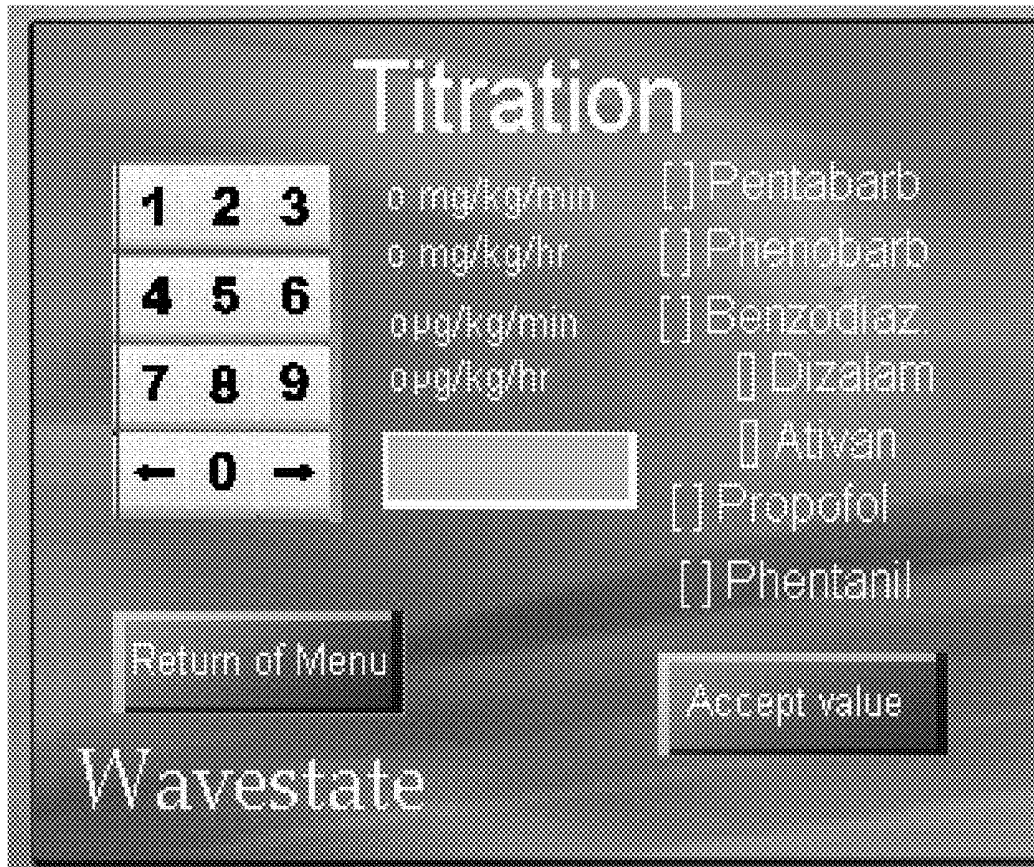 Titration
1 2 3
4 5 6
7 8 9
← 0 →
o mg/kg/min
o mg/kg/hr
o µg/kg/min
o µg/kg/hr
[ ] Pentabarb.
[ ] Phenobarb
[ ] Benzodiaz.
[] Dizalam
[] Ativan
[ ] Propofol
[ ] Phentanil
Return of Menu
Accept value
Wavestate